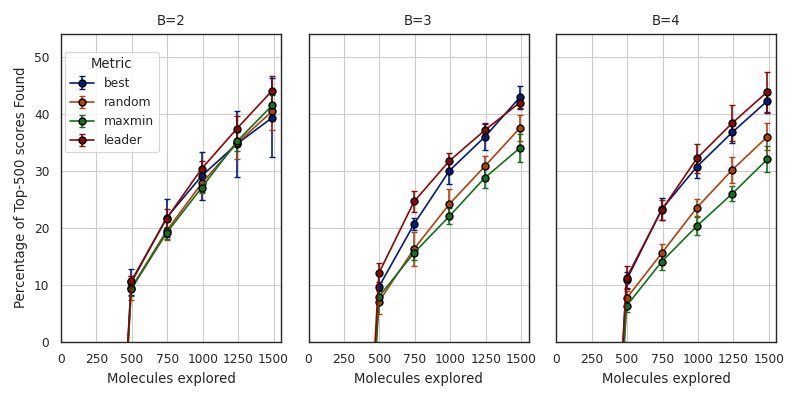 B=2
B=3
B=4
Percentage of Top-500 scores Found
50
40
30
20
10
0
Metric
best
random
maxmin
leader
0 250 500 750 1000 1250 1500
0 250 500 750 1000 1250 1500
0 250 500 750 1000 1250 1500
Molecules explored
Molecules explored
Molecules explored